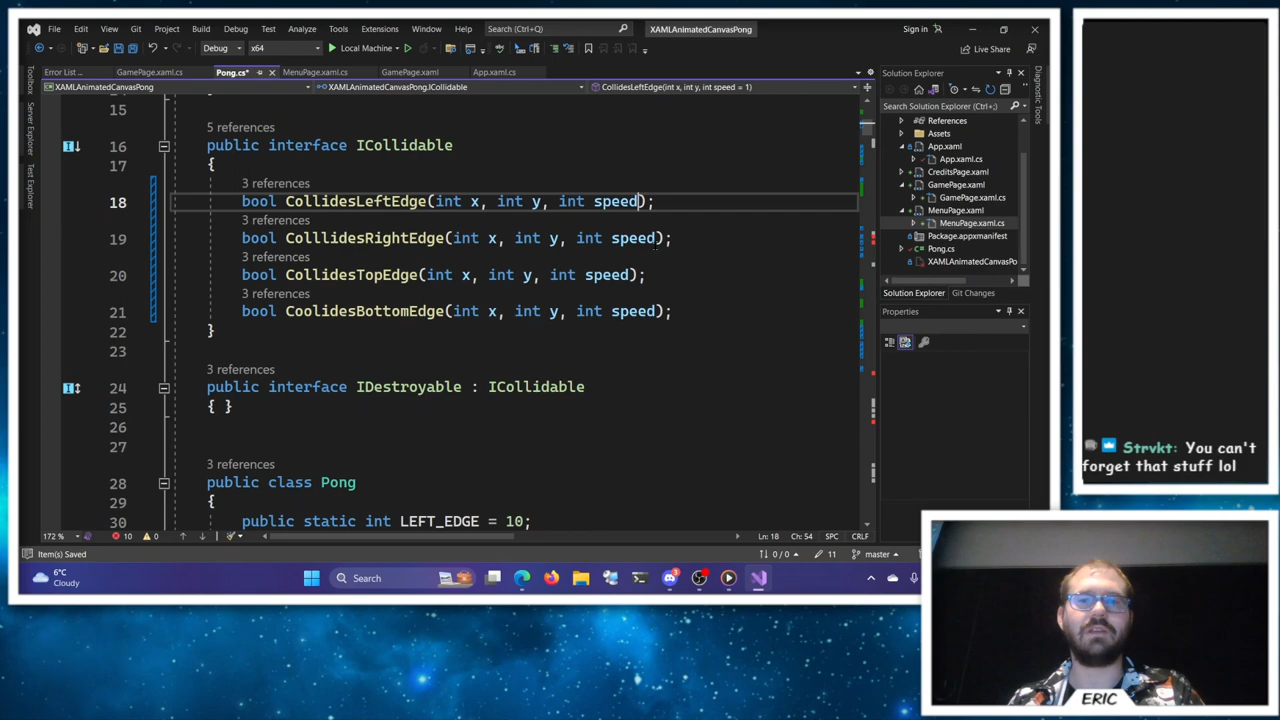 File Edit View Git Project Build Debug Test Analyze Tools Extensions Window Help Search (Ctrl+;) XAMLAnimatedCanvasPong Sign in
Debug x64 Local Machine Live Share
Error List ... GamePage.xaml.cs Pong.cs* MenuPage.xaml.cs GamePage.xaml App.xaml.cs
XAMLAnimatedCanvasPong XAMLAnimatedCanvasPong.ICollidable CollidesLeftEdge(int x, int y, int speed = 1)
Toolbox
Server Explorer
Test Explorer
15
5 references
16 public interface ICollidable
17 {
3 references
18 bool CollidesLeftEdge(int x, int y, int speed);
3 references
19 bool ColllidesRightEdge(int x, int y, int speed);
3 references
20 bool CollidesTopEdge(int x, int y, int speed);
3 references
21 bool CoolidesBottomEdge(int x, int y, int speed);
22 }
23
3 references
24 public interface IDestroyable : ICollidable
25 { }
26
27
3 references
28 public class Pong
29 {
30 public static int LEFT_EDGE = 10;
172 % 10 0 Ln: 18 Ch: 54 SPC CRLF
Item(s) Saved 0 / 0 11 master
Solution Explorer
Search Solution Explorer (Ctrl+;)
References
Assets
App.xaml
App.xaml.cs
CreditsPage.xaml
GamePage.xaml
GamePage.xaml.cs
MenuPage.xaml
MenuPage.xaml.cs
Package.appxmanifest
Pong.cs
XAMLAnimatedCanvasPo
Solution Explorer Git Changes
Properties
Diagnostic Tools
6°C
Cloudy
Search
3
Strvkt: You can't
forget that stuff lol
ERIC